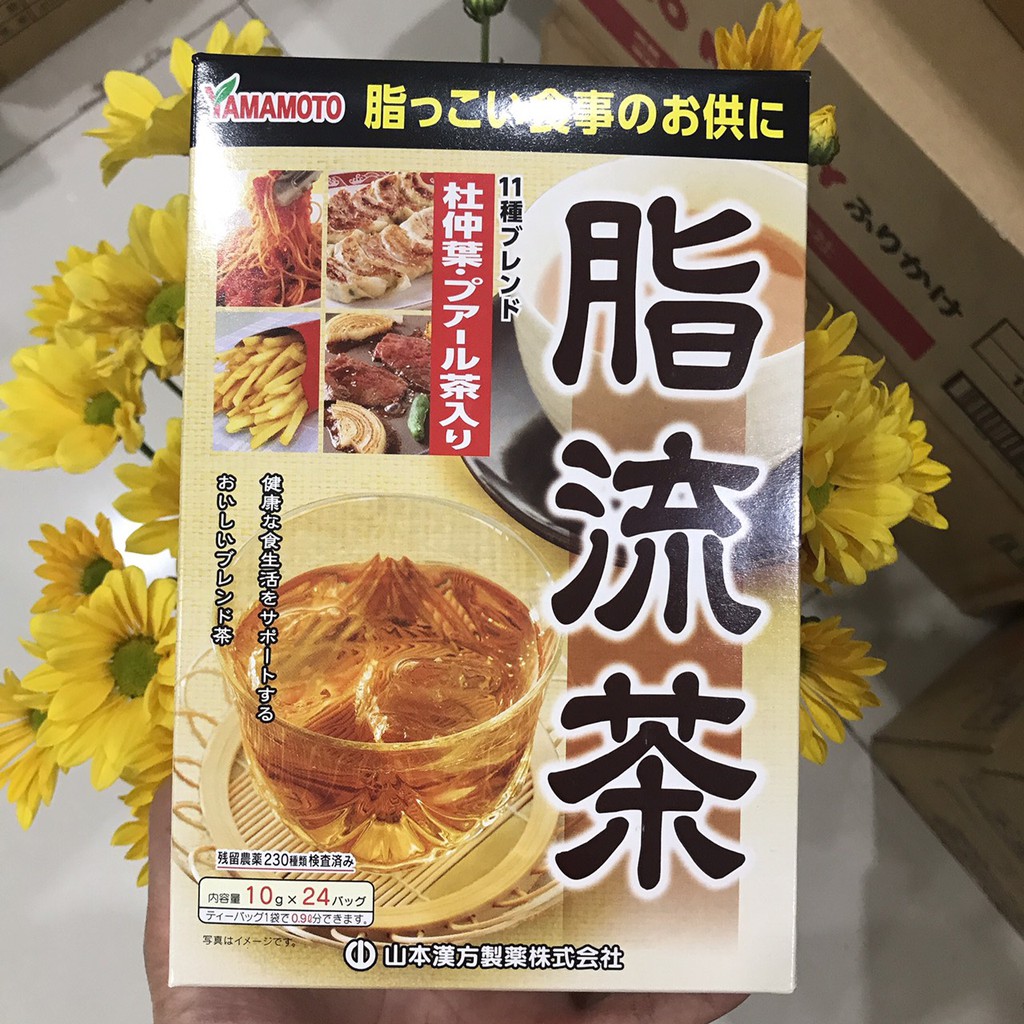 YAMAMOTO
脂っこい食事のお供に
脂流茶
11種ブレンド
杜仲葉・プアール茶入り
健康な食生活をサポートする
おいしいブレンド茶
残留農薬230種類検査済み
内容量 10g×24バッグ
ティーバッグ1袋で0.9ℓ分できます。
写真はイメージです。
山本漢方製薬株式会社
ふりかけ